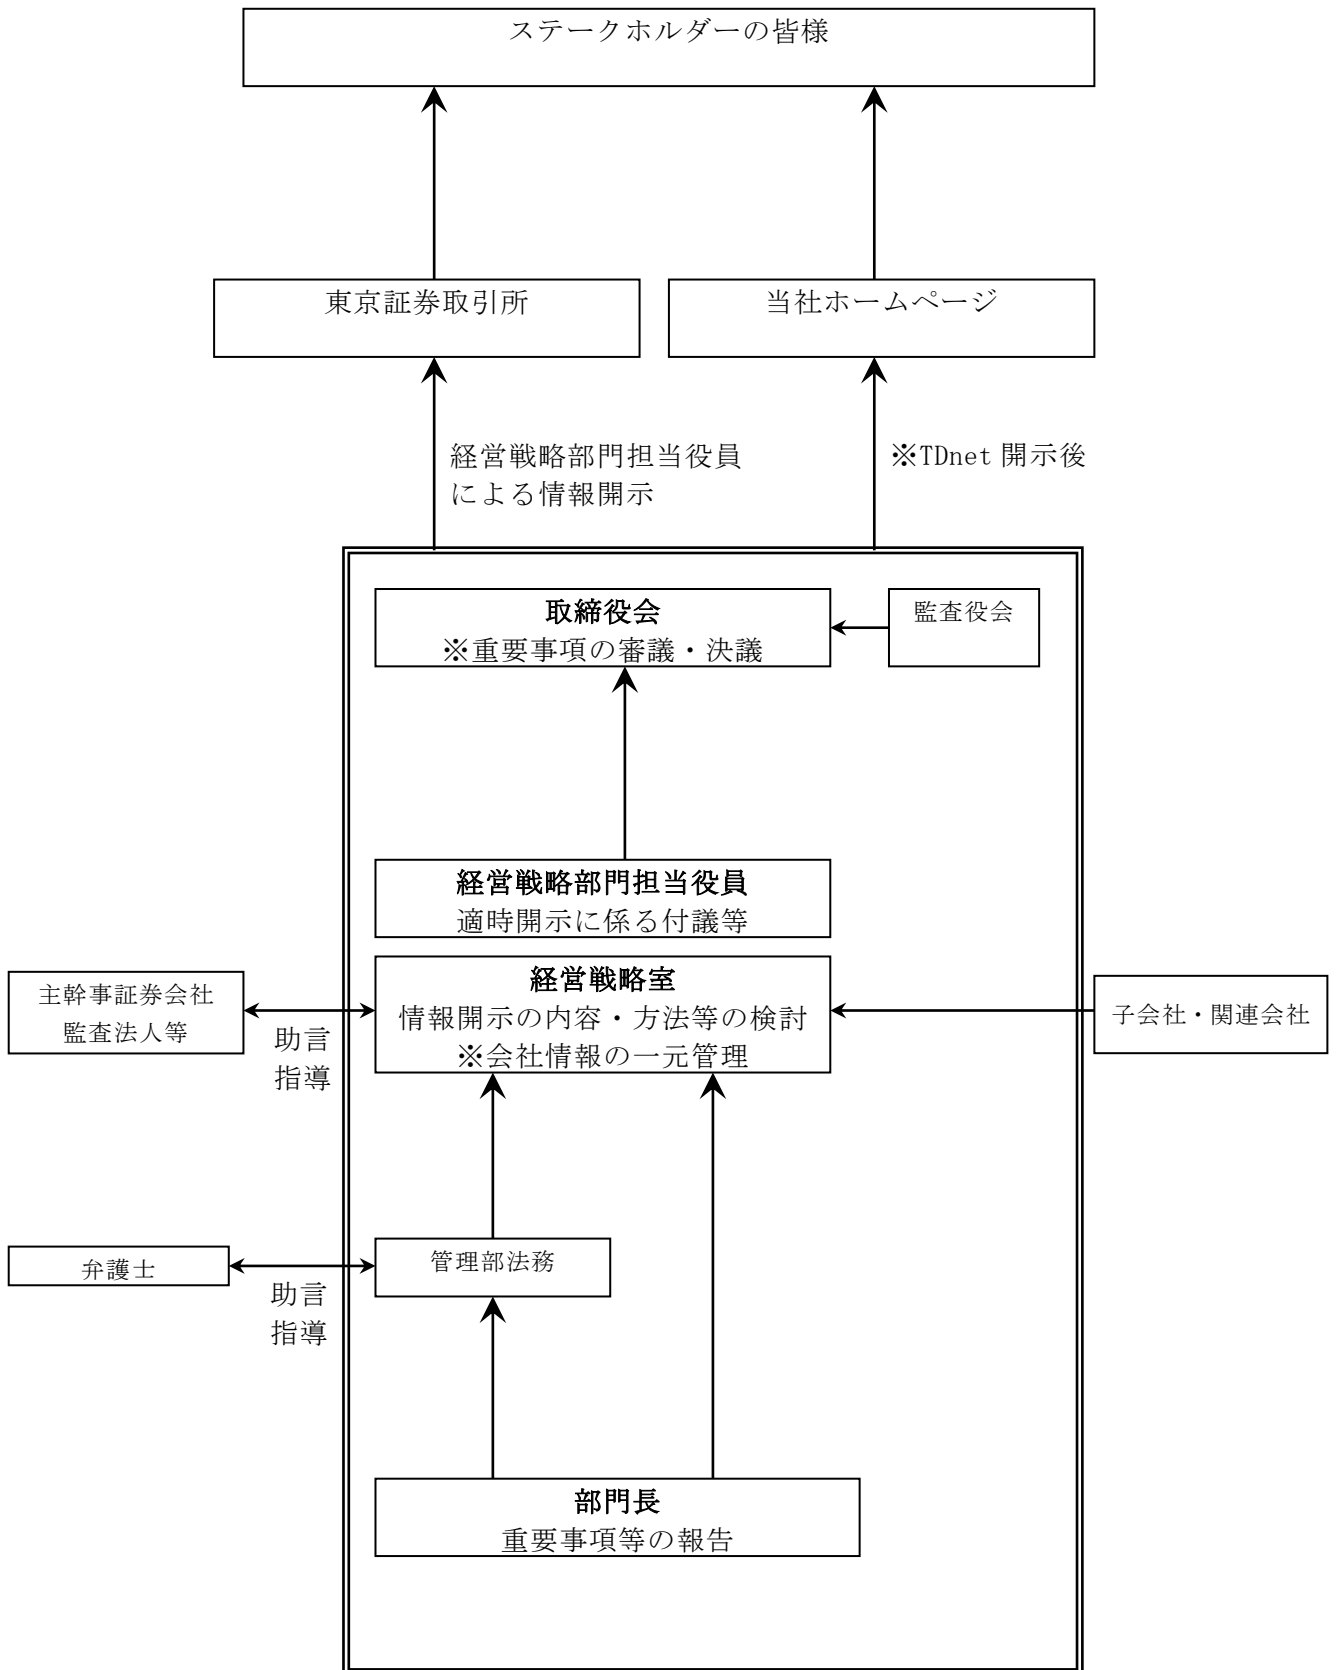 ステークホルダーの皆様
東京証券取引所
当社ホームページ
経営戦略部門担当役員
による情報開示
※TDnet 開示後
取締役会
※重要事項の審議・決議
監査役会
経営戦略部門担当役員
適時開示に係る付議等
経営戦略室
情報開示の内容・方法等の検討
※会社情報の一元管理
主幹事証券会社
監査法人等
助言
指導
子会社・関連会社
管理部法務
弁護士
助言
指導
部門長
重要事項等の報告